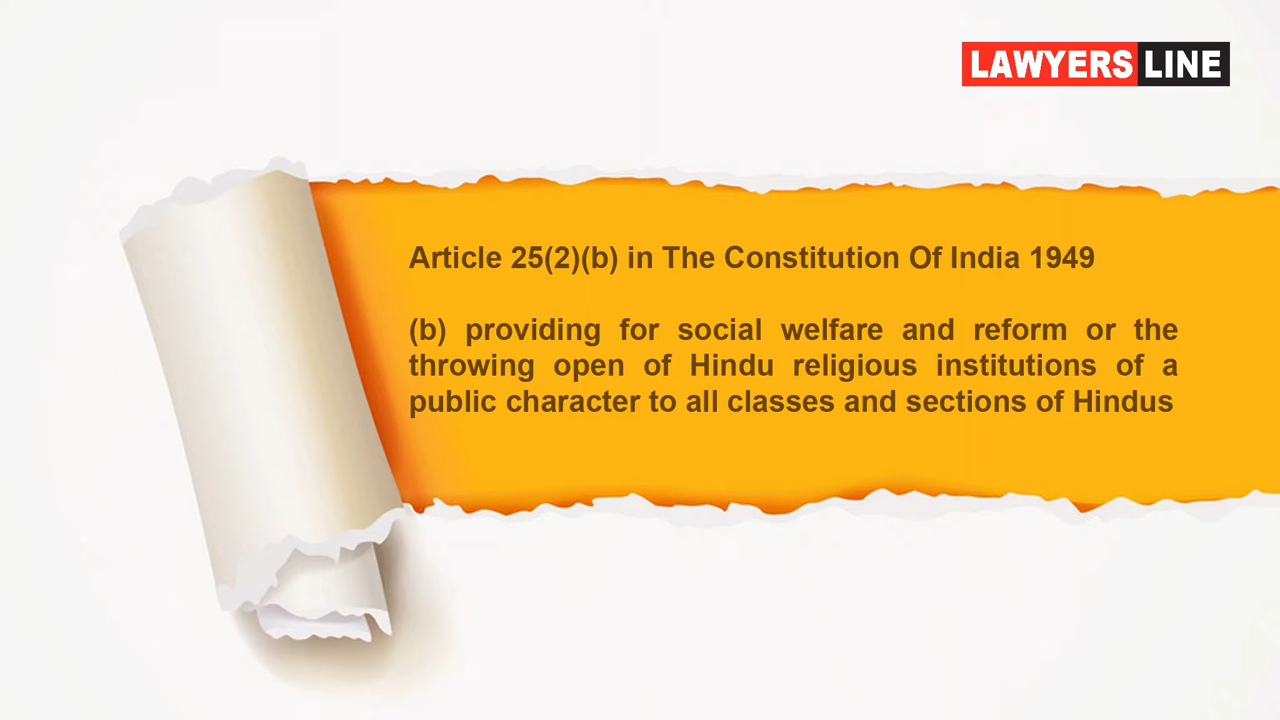 LAWYERS LINE
Article 25(2)(b) in The Constitution Of India 1949
(b) providing for social welfare and reform or the
throwing open of Hindu religious institutions of a
public character to all classes and sections of Hindus